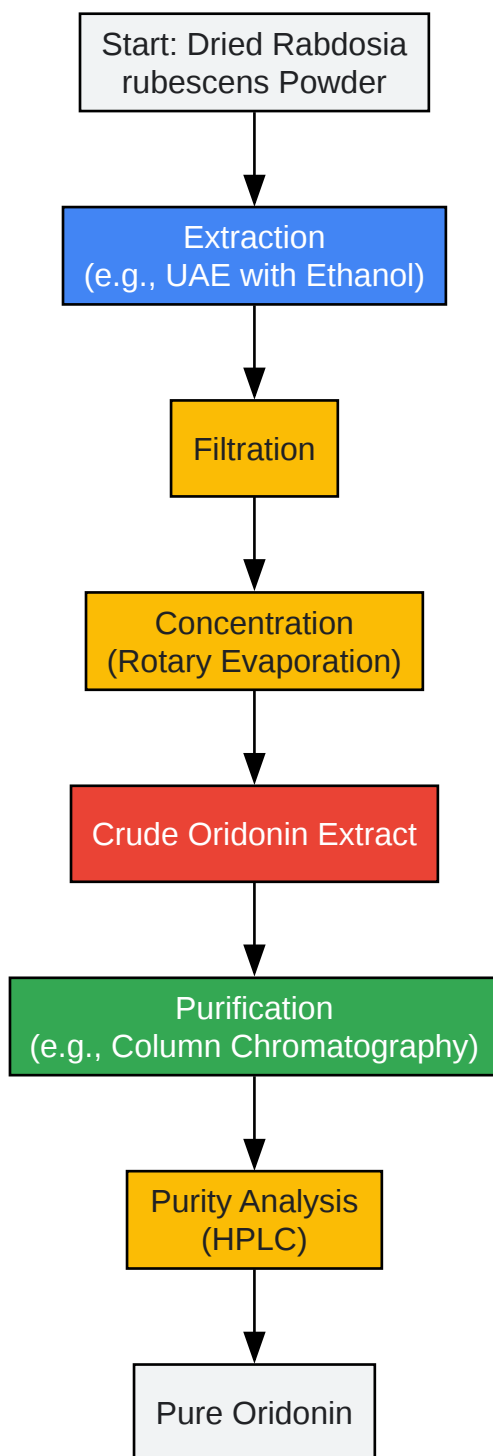 Start: Dried Rabdosia
rubescens Powder
Extraction
(e.g., UAE with Ethanol)
Filtration
Concentration
(Rotary Evaporation)
Crude Oridonin Extract
Purification
(e.g., Column Chromatography)
Purity Analysis
(HPLC)
Pure Oridonin